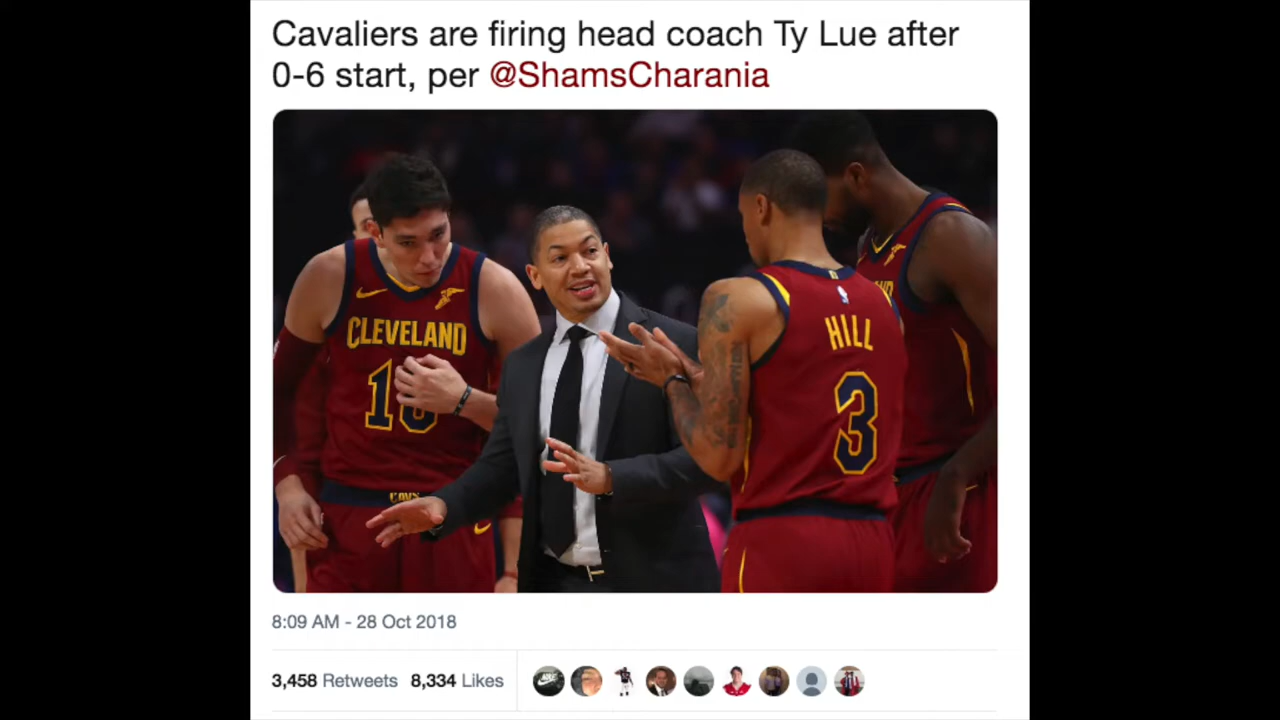 Cavaliers are firing head coach Ty Lue after
0-6 start, per @ShamsCharania
CLEVELAND
HILL
3
CAVS
8:09 AM - 28 Oct 2018
3,458 Retweets 8,334 Likes